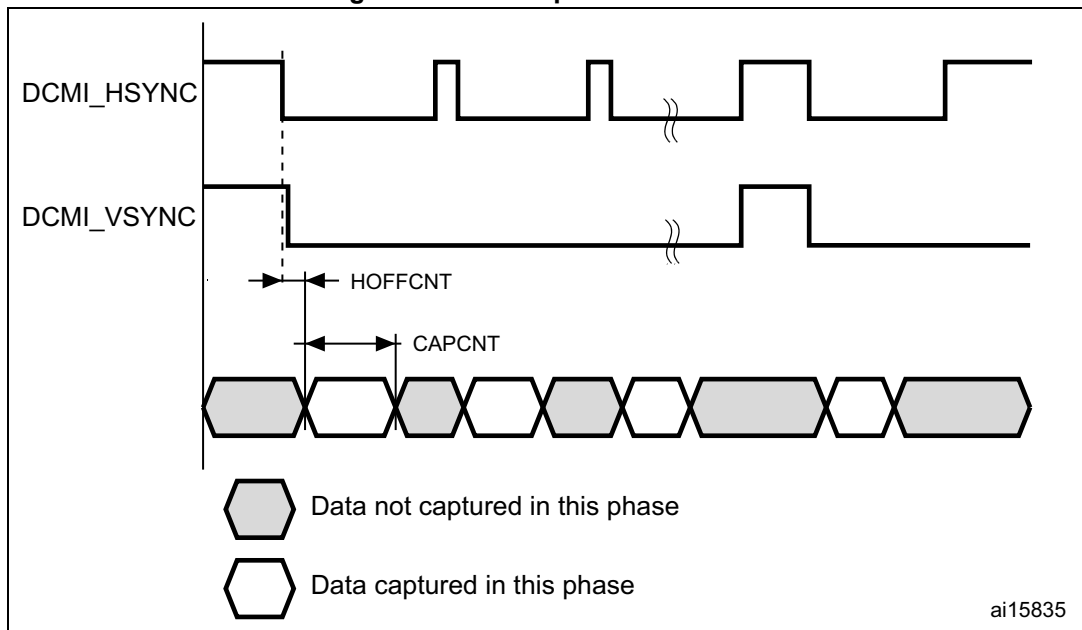 DCMI_HSYNC
DCMI_VSYNC
HOFFCNT
CAPCNT
Data not captured in this phase
Data captured in this phase
ai15835